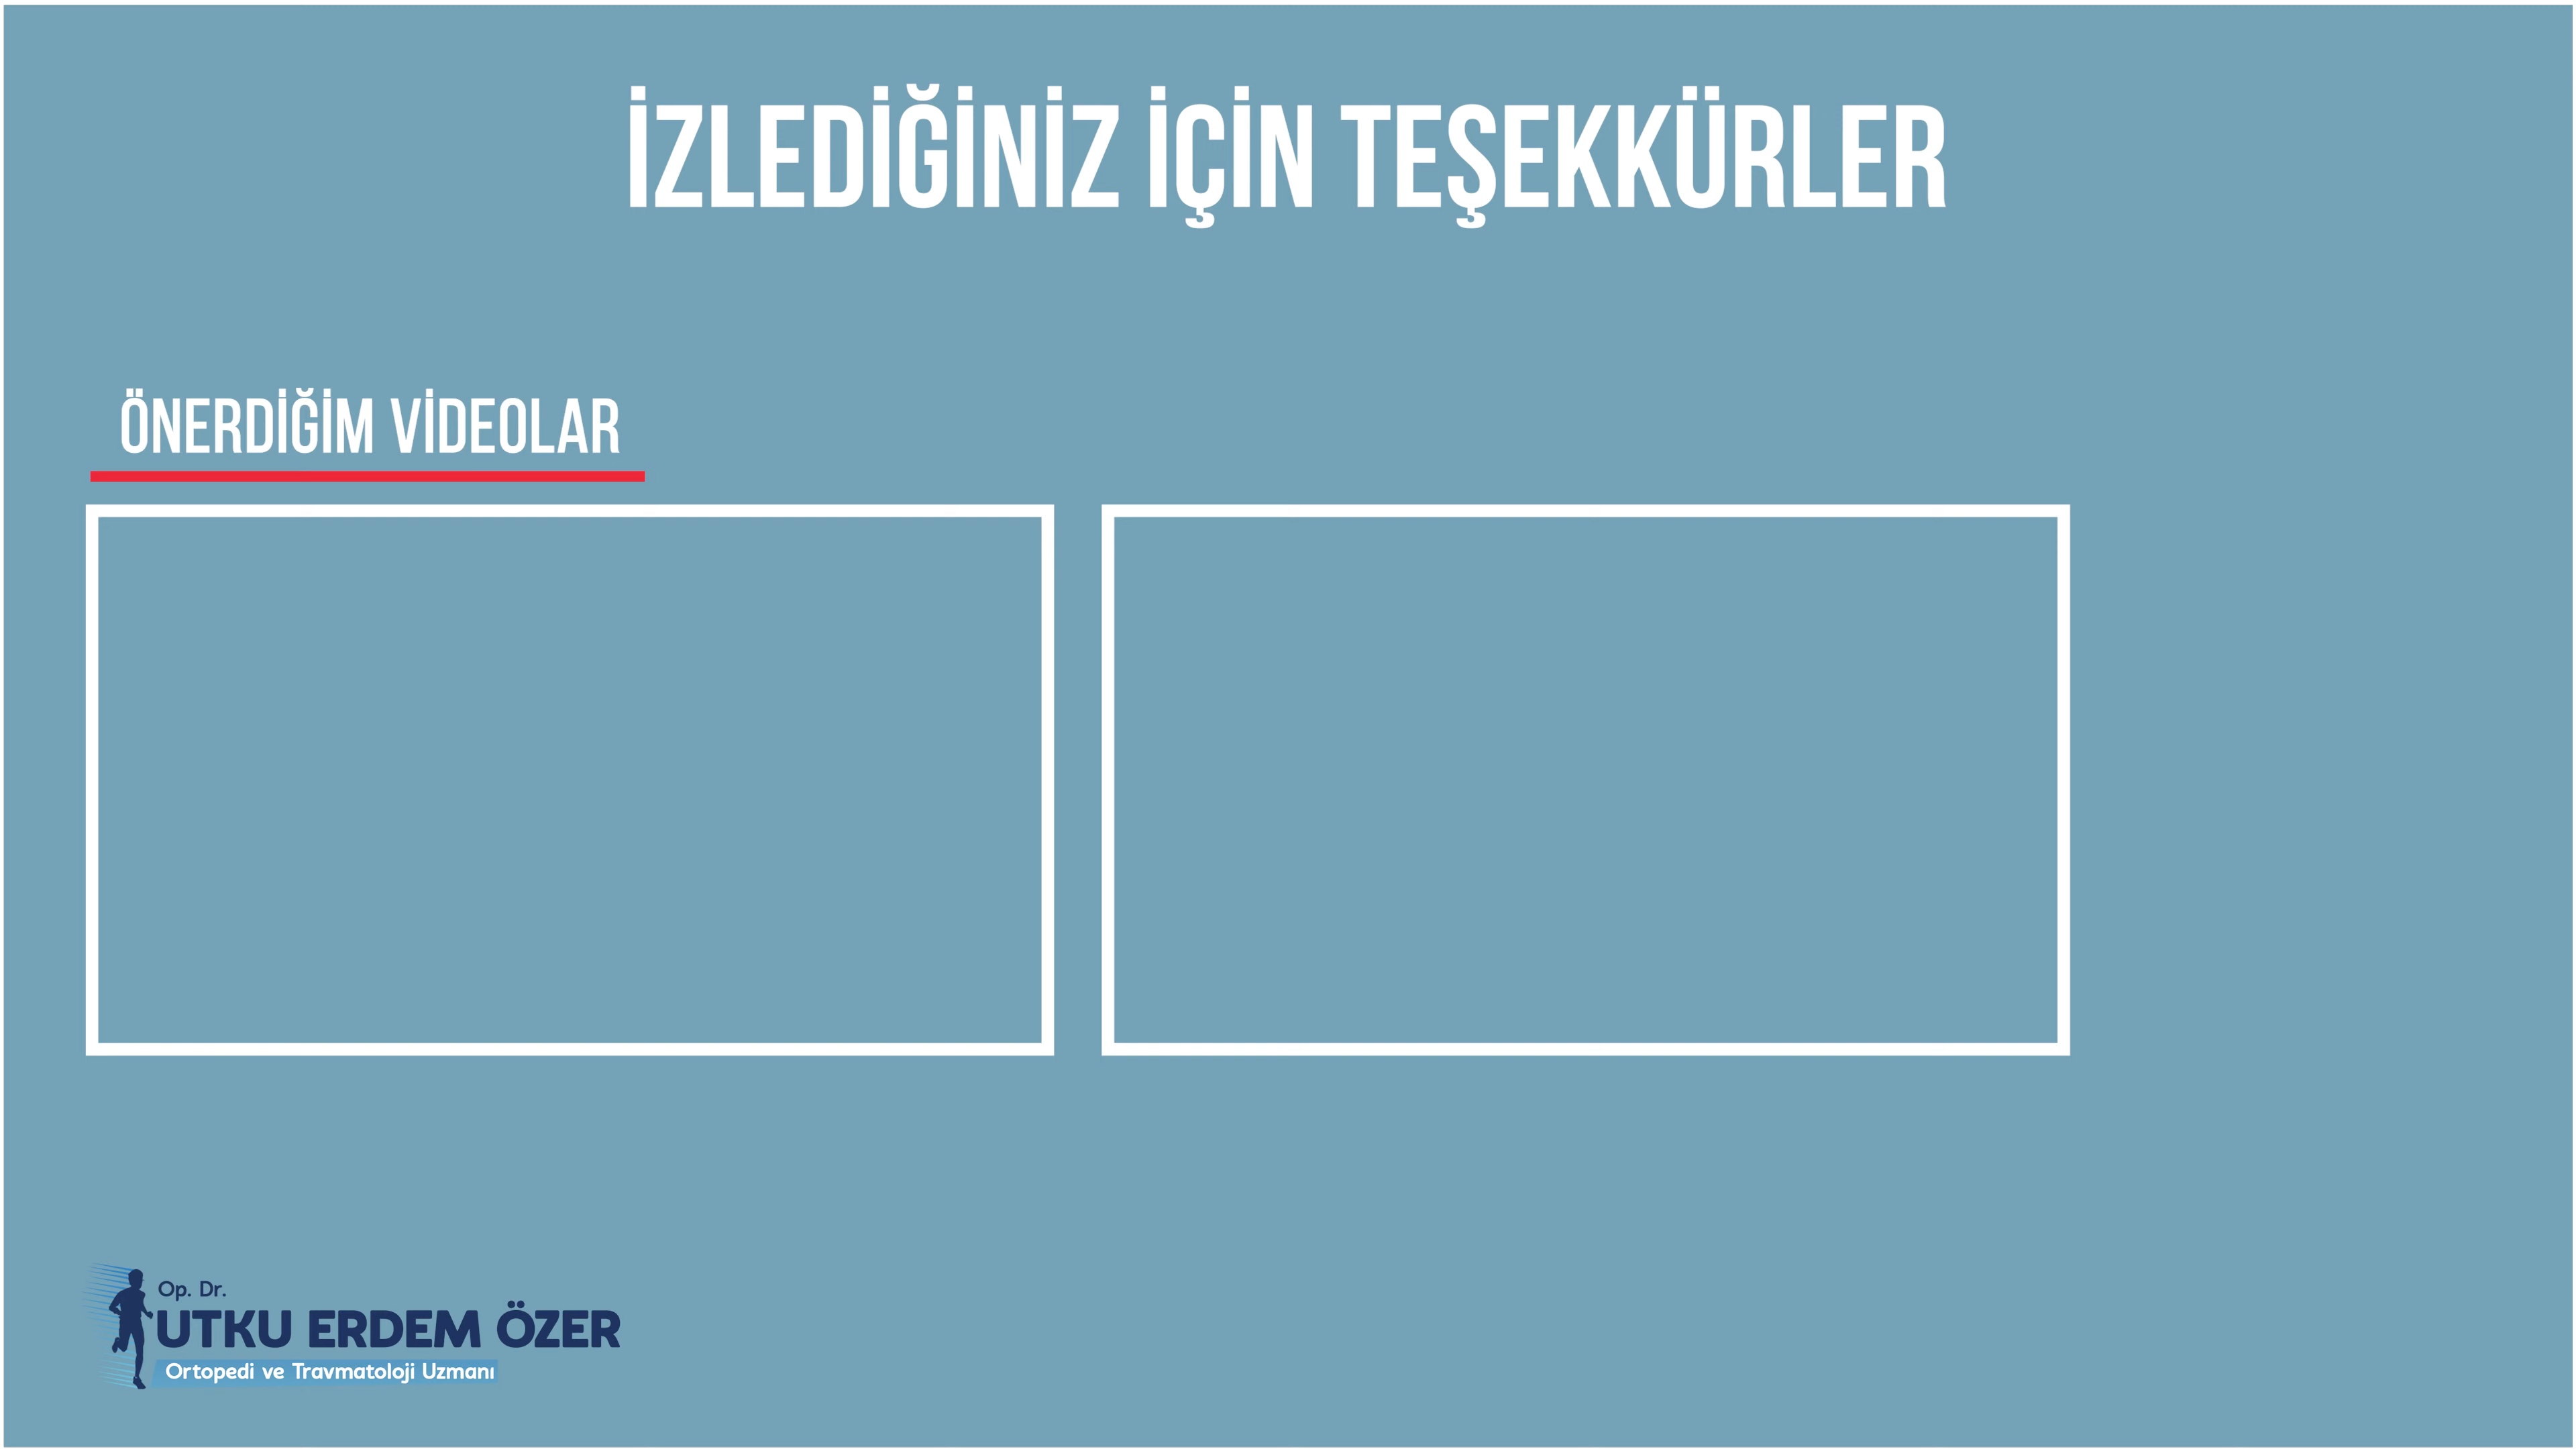 İZLEDİĞİNİZ İÇİN TEŞEKKÜRLER
ÖNERDİĞİM VİDEOLAR
Op. Dr.
UTKU ERDEM ÖZER
Ortopedi ve Travmatoloji Uzmanı